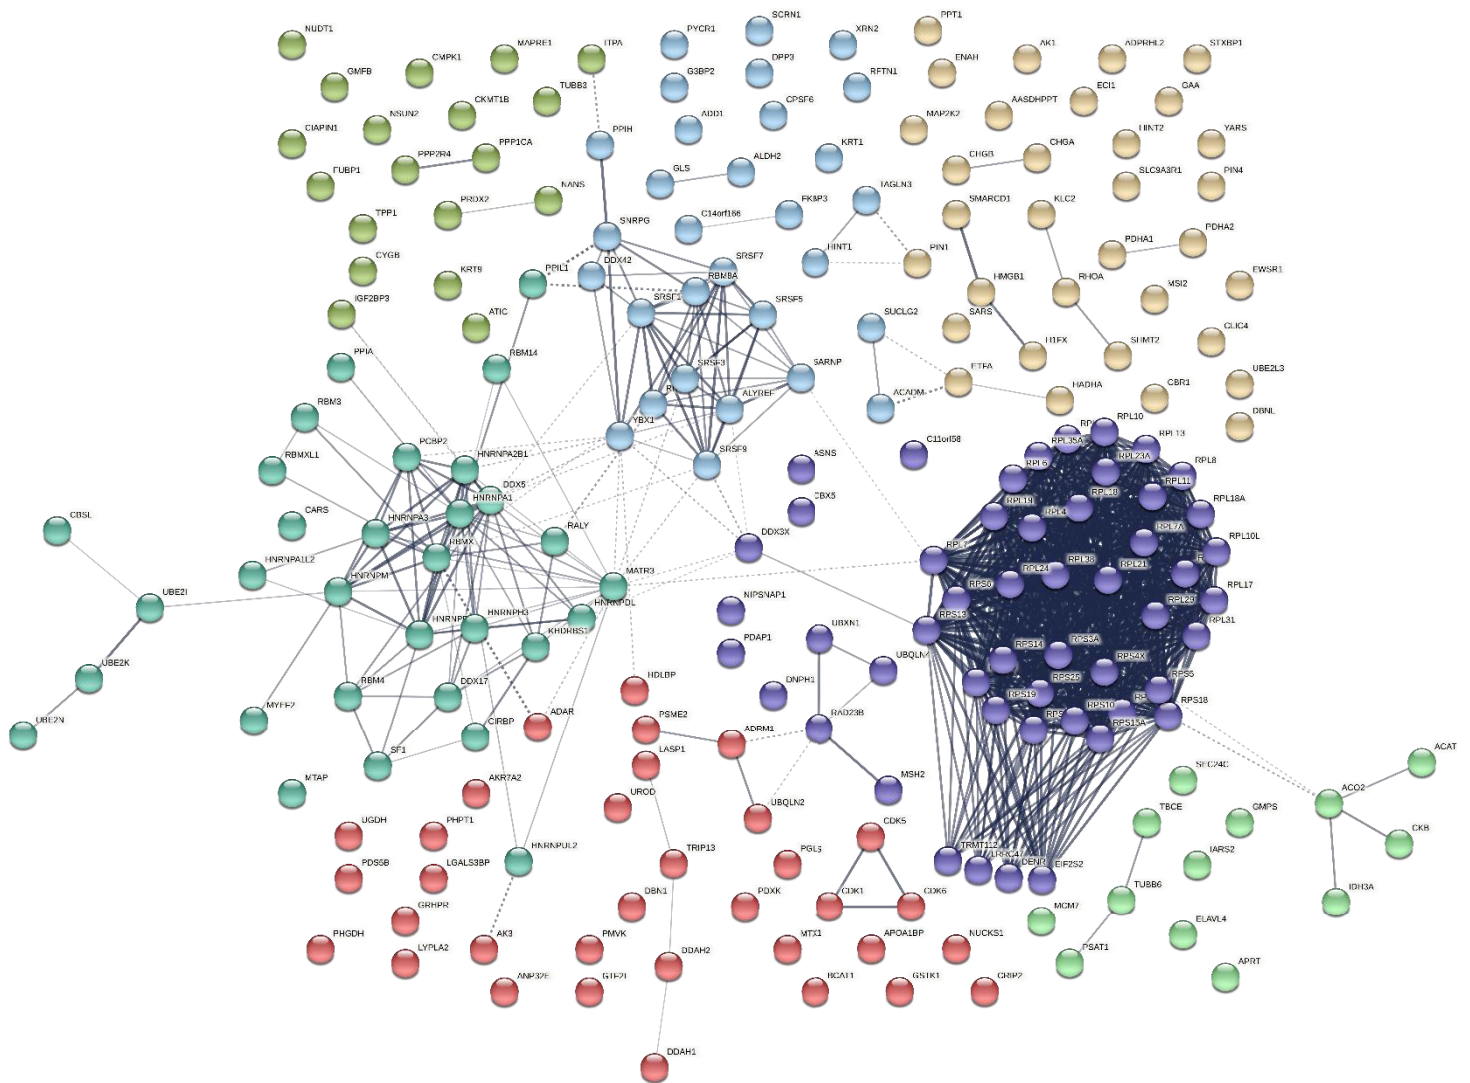 SCRN1
PPT1
NUDT1
MAPRE1
ITPA
PYCR1
XRN2
AK1
ADPRHL2
STXBP1
GMFB
CMPK1
TUBB3
G3BP2
DPP3
RFTN1
ENAH
ECI1
GAA
CIAPIN1
NSUN2
CKMT1B
PPIH
ADD1
CPSF6
MAP2K2
AASDHPPT
HINT2
YARS
FUBP1
PPP2R4
PPP1CA
GLS
ALDH2
KRT1
CHGB
CHGA
SLC9A3R1
PIN4
TPP1
PRDX2
NANS
SNRPG
C14orf166
FKBP3
TAGLN3
SMARCD1
KLC2
PDHA1
PDHA2
CYGB
KRT9
PPIL1
DDX42
SRSF7
RBM8A
HINT1
PIN1
HMGB1
RHOA
MSI2
EWSR1
IGF2BP3
ATIC
SRSF1
SRSF5
SUCLG2
SARS
H1FX
SHMT2
CLIC4
PPIA
RBM14
SRSF3
SARNP
ACADM
ETFA
HADHA
CBR1
UBE2L3
RBM3
ALYREF
YBX1
SRSF9
C11orf58
DBNL
RBMXL1
PCBP2
HNRNPA2B1
ASNS
RPL10
RPL35A
RPL13
RPL6
RPL23A
RPL8
DDX5
HNRNPA1
CBX5
RPL19
RPL18
RPL11
RPL18A
CARS
HNRNPA3
RALY
DDX3X
RPL4
RPL7A
RPL10L
CBSL
HNRNPA1L2
RBMX
MATR3
RPL7
RPL24
RPL38
RPL21
RPL17
UBE2I
HNRNPM
HNRNPDL
NIPSNAP1
RPS8
RPL29
RPL31
HNRNPH3
KHDRBS1
PDAP1
UBXN1
RPS13
RPS14
RPS3A
UBE2K
RBM4
DDX17
HDLBP
DNPH1
UBQLN4
RPS19
RPS25
RPS4X
RPS5
UBE2N
MYEF2
CIRBP
ADAR
PSME2
ADRM1
RAD23B
RPS10
RPS15A
RPS18
SF1
LASP1
MSH2
SEC24C
ACAT
MTAP
AKR7A2
UROD
UBQLN2
TBCE
GMPS
ACO2
UGDH
PHPT1
HNRNPUL2
TRIP13
PGLS
CDK5
TRMT112
LRRC47
DENR
EIF2S2
IARS2
CKB
PDS5B
LGALS3BP
DBN1
PDXK
CDK1
CDK6
MCM7
TUBB6
IDH3A
GRHPR
ELAVL4
PHGDH
LYPLA2
AK3
PMVK
DDAH2
MTX1
APOA1BP
NUCKS1
PSAT1
APRT
ANP32E
GTF2I
BCAT1
GSTK1
CRIP2
DDAH1